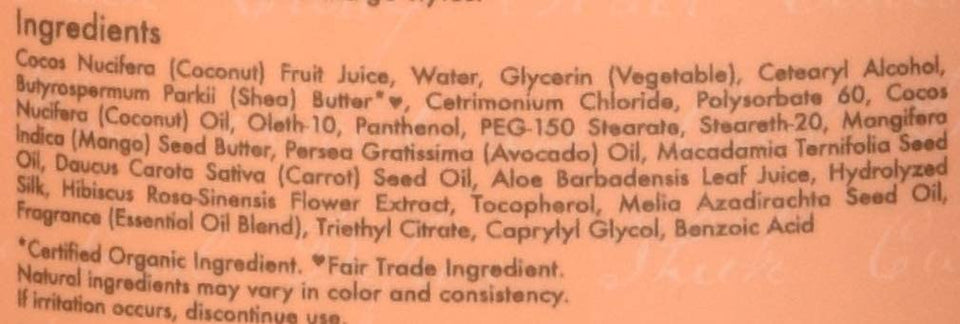 Ingredients
Cocos Nucifera (Coconut) Fruit Juice, Water, Glycerin (Vegetable), Cetearyl Alcohol,
Butyrospermum Parkii (Shea) Butter*♥, Cetrimonium Chloride, Polysorbate 60, Cocos
Nucifera (Coconut) Oil, Oleth-10, Panthenol, PEG-150 Stearate, Steareth-20, Mangifera
Indica (Mango) Seed Butter, Persea Gratissima (Avocado) Oil, Macadamia Ternifolia Seed
Oil, Daucus Carota Sativa (Carrot) Seed Oil, Aloe Barbadensis Leaf Juice, Hydrolyzed
Silk, Hibiscus Rosa-Sinensis Flower Extract, Tocopherol, Melia Azadirachta Seed Oil,
Fragrance (Essential Oil Blend), Triethyl Citrate, Caprylyl Glycol, Benzoic Acid
*Certified Organic Ingredient. ♥Fair Trade Ingredient.
Natural ingredients may vary in color and consistency.
If irritation occurs, discontinue use.